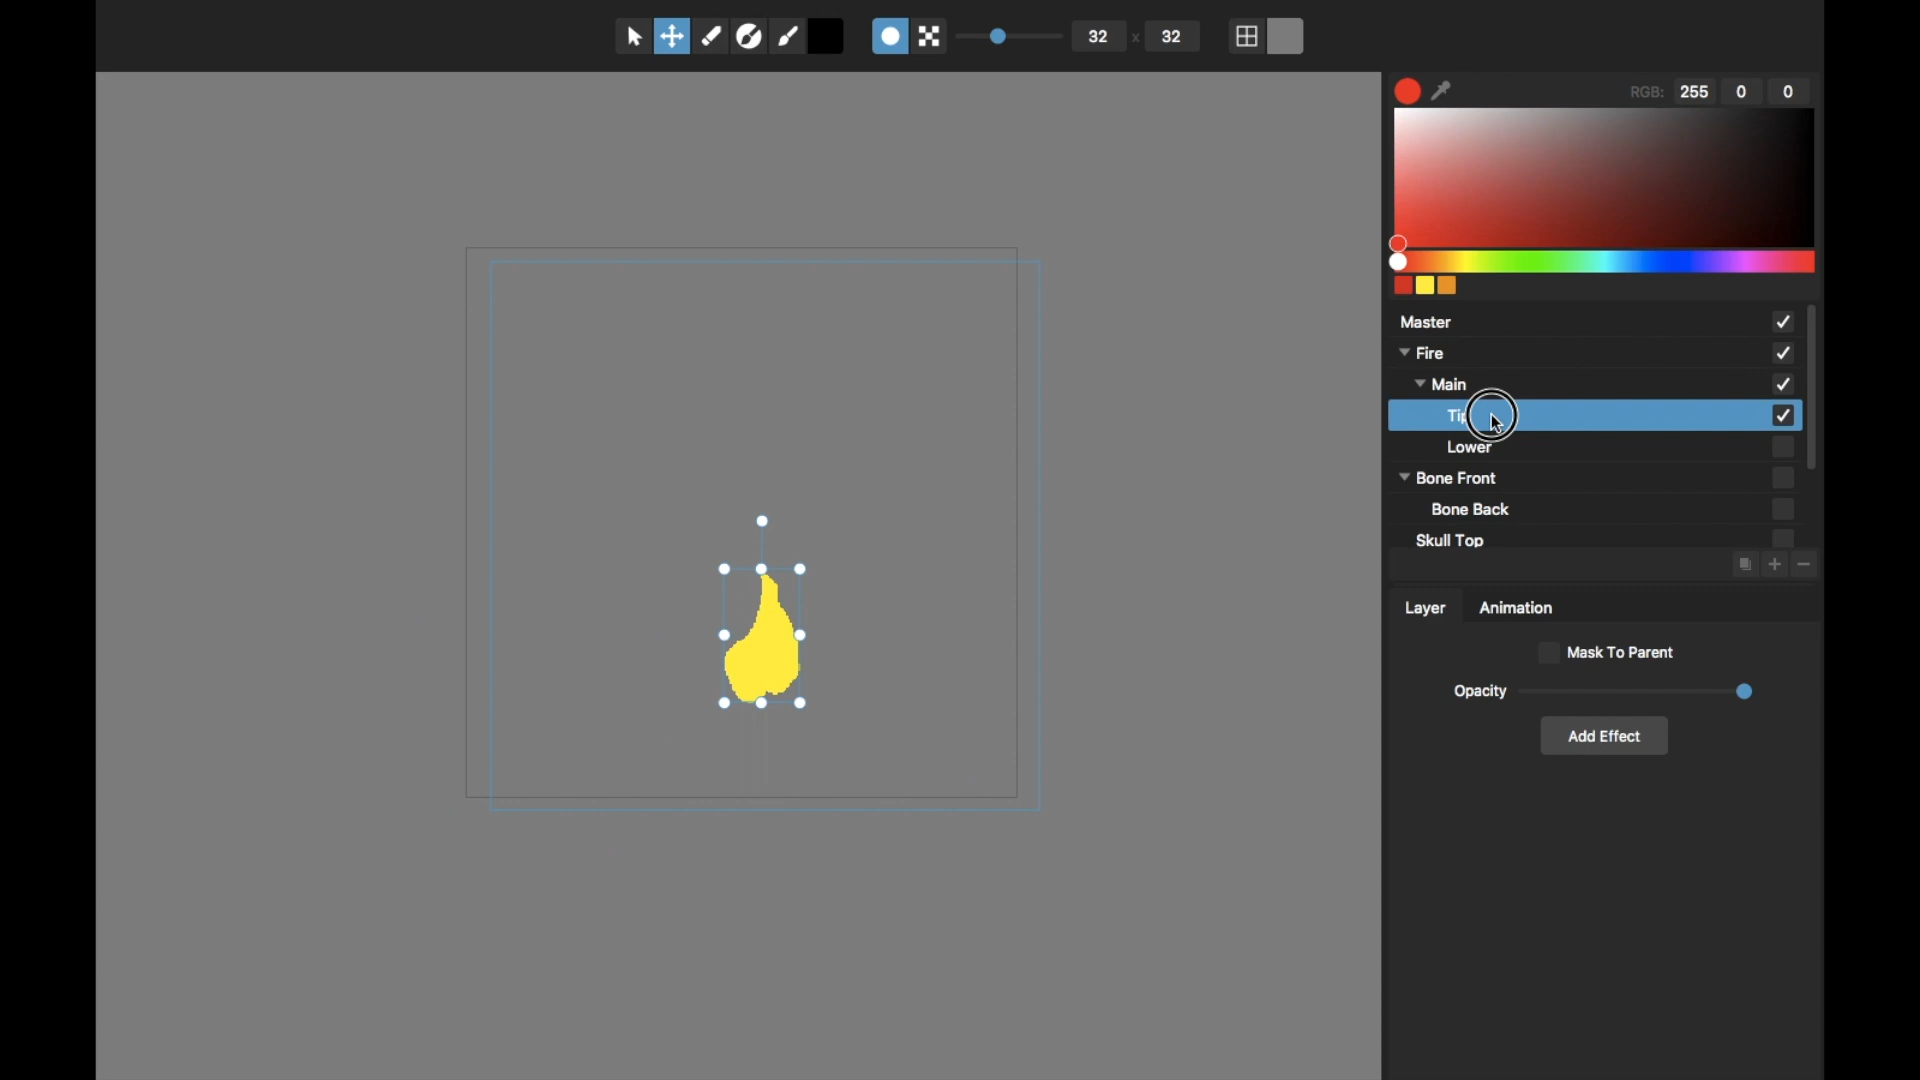 32 x 32
RGB: 255 0 0
Master
Fire
Main
Tip
Lower
Bone Front
Bone Back
Skull Top
Layer Animation
Mask To Parent
Opacity
Add Effect